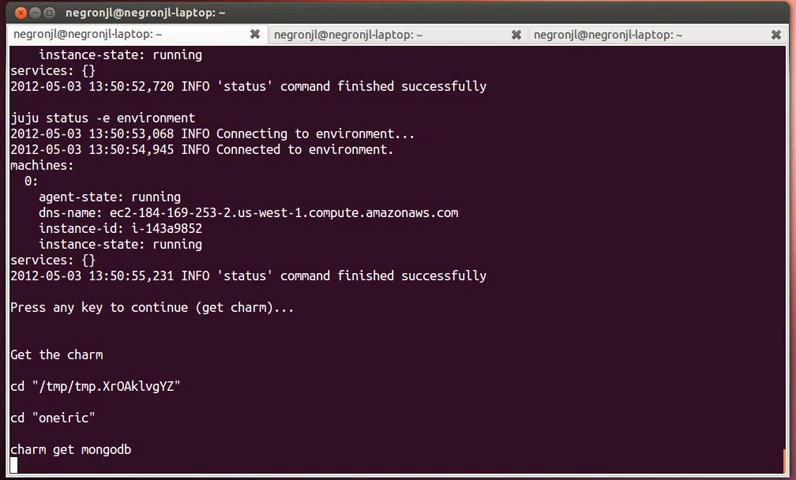 negronjl@negronjl-laptop: ~
negronjl@negronjl-laptop: ~ negronjl@negronjl-laptop: ~ negronjl@negronjl-laptop: ~
instance-state: running
services: {}
2012-05-03 13:50:52,720 INFO 'status' command finished successfully
juju status -e environment
2012-05-03 13:50:53,068 INFO Connecting to environment...
2012-05-03 13:50:54,945 INFO Connected to environment.
machines:
0:
agent-state: running
dns-name: ec2-184-169-253-2.us-west-1.compute.amazonaws.com
instance-id: i-143a9852
instance-state: running
services: {}
2012-05-03 13:50:55,231 INFO 'status' command finished successfully
Press any key to continue (get charm)...
Get the charm
cd "/tmp/tmp.XrOAklvgYZ"
cd "oneiric"
charm get mongodb